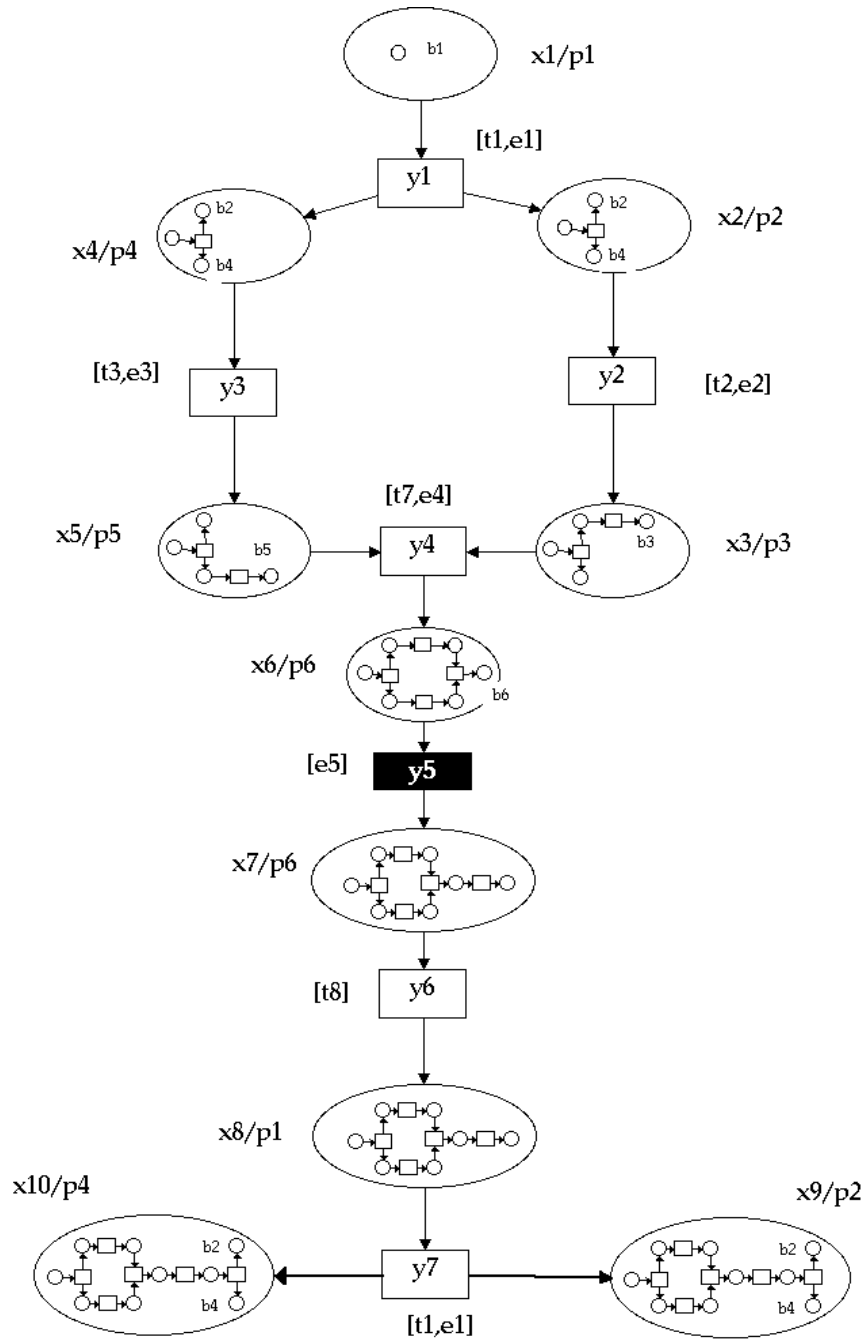 b1
x1/p1
[t1,e1]
y1
b2
b4
x4/p4
b2
b4
x2/p2
[t3,e3]
y3
y2
[t2,e2]
[t7,e4]
x5/p5
b5
y4
b3
x3/p3
x6/p6
b6
[e5]
y5
x7/p6
[t8]
y6
x8/p1
x10/p4
x9/p2
b2
b4
y7
b2
b4
[t1,e1]